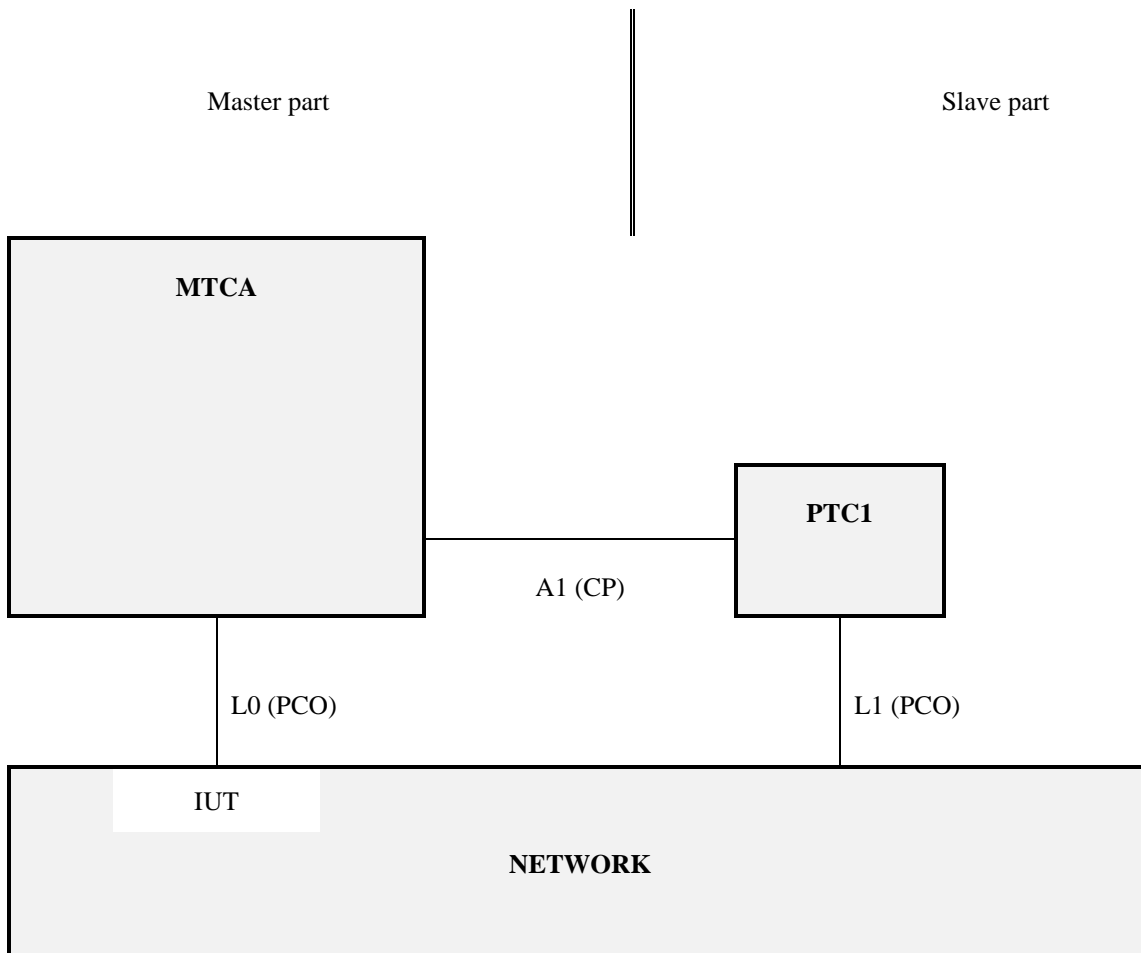 Master part
Slave part
MTCA
PTC1
A1 (CP)
L0 (PCO)
L1 (PCO)
IUT
NETWORK